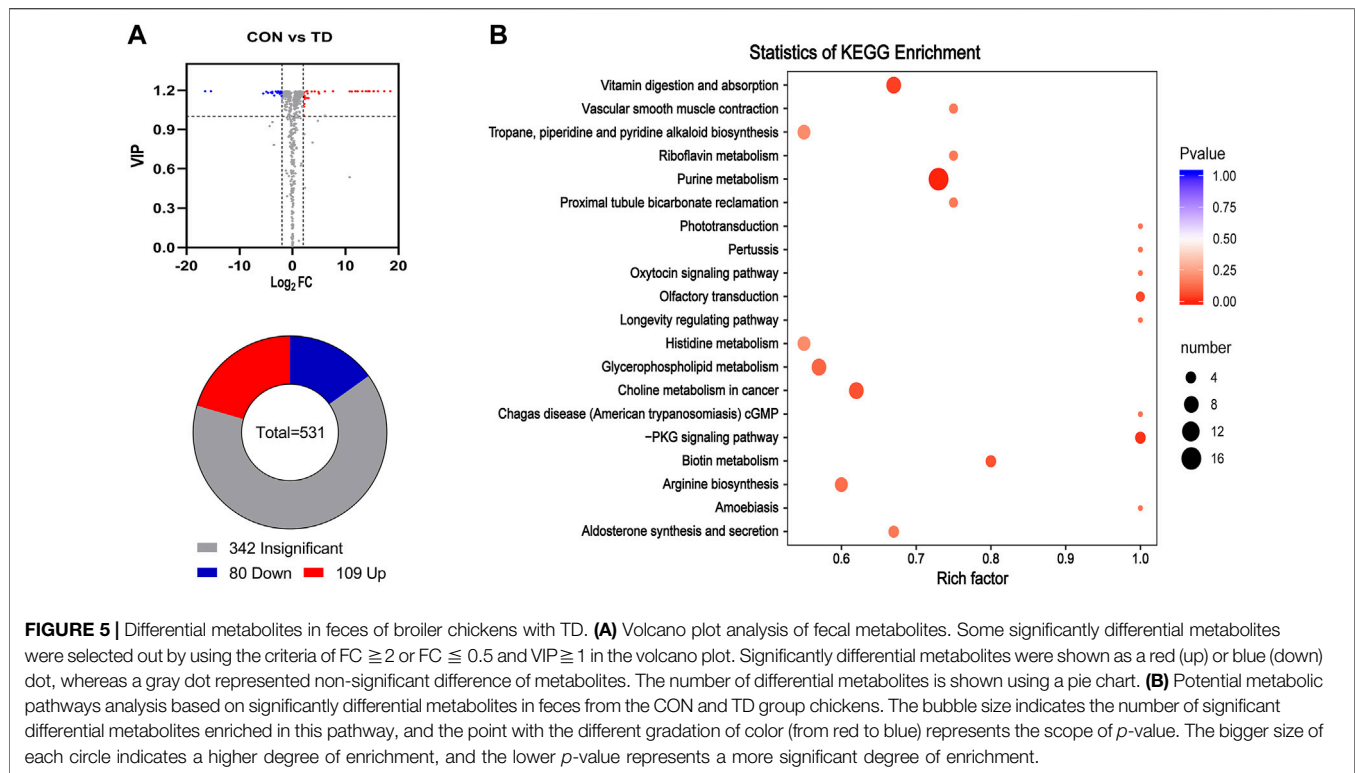 A
CON vs TD
1.2
0.9
0.6
0.3
0.0
VIP
-20
-10
0
10
20
Log2 FC
Total=531
342 Insignificant
80 Down
109 Up
B
Statistics of KEGG Enrichment
Vitamin digestion and absorption
Vascular smooth muscle contraction
Tropane, piperidine and pyridine alkaloid biosynthesis
Riboflavin metabolism
Purine metabolism
Proximal tubule bicarbonate reclamation
Phototransduction
Pertussis
Oxytocin signaling pathway
Olfactory transduction
Longevity regulating pathway
Histidine metabolism
Glycerophospholipid metabolism
Choline metabolism in cancer
Chagas disease (American trypanosomiasis) cGMP
−PKG signaling pathway
Biotin metabolism
Arginine biosynthesis
Amoebiasis
Aldosterone synthesis and secretion
0.6
0.7
0.8
0.9
1.0
Rich factor
Pvalue
1.00
0.75
0.50
0.25
0.00
number
4
8
12
16
FIGURE 5 | Differential metabolites in feces of broiler chickens with TD. (A) Volcano plot analysis of fecal metabolites. Some significantly differential metabolites
were selected out by using the criteria of FC ≧2 or FC ≦ 0.5 and VIP≧1 in the volcano plot. Significantly differential metabolites were shown as a red (up) or blue (down)
dot, whereas a gray dot represented non-significant difference of metabolites. The number of differential metabolites is shown using a pie chart. (B) Potential metabolic
pathways analysis based on significantly differential metabolites in feces from the CON and TD group chickens. The bubble size indicates the number of significant
differential metabolites enriched in this pathway, and the point with the different gradation of color (from red to blue) represents the scope of p-value. The bigger size of
each circle indicates a higher degree of enrichment, and the lower p-value represents a more significant degree of enrichment.